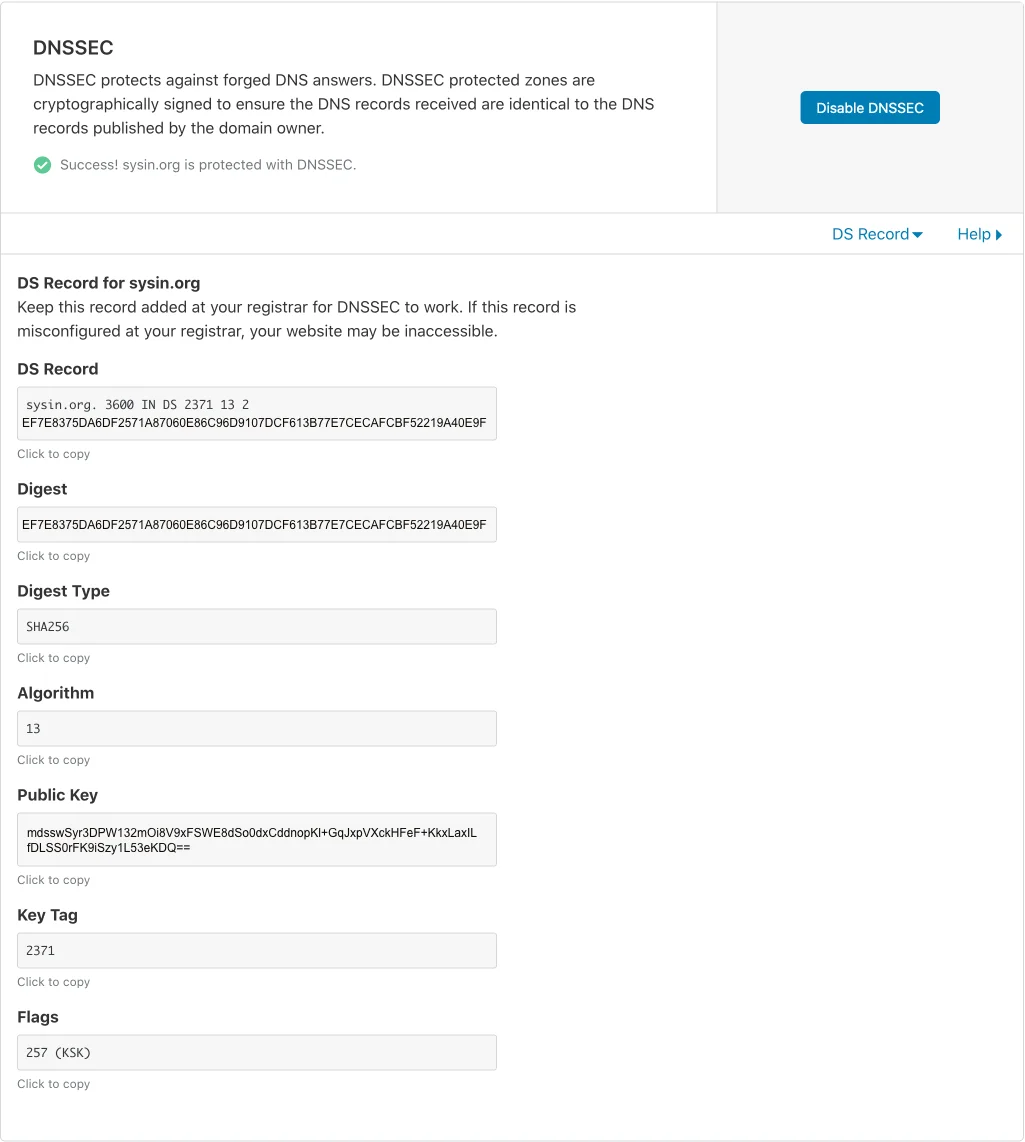 DNSSEC
DNSSEC protects against forged DNS answers. DNSSEC protected zones are
cryptographically signed to ensure the DNS records received are identical to the DNS
records published by the domain owner.
Success! sysin.org is protected with DNSSEC.
Disable DNSSEC
DS Record
Help
DS Record for sysin.org
Keep this record added at your registrar for DNSSEC to work. If this record is
misconfigured at your registrar, your website may be inaccessible.
DS Record
sysin.org. 3600 IN DS 2371 13 2
EF7E8375DA6DF2571A87060E86C96D9107DCF613B77E7CECAFCBF52219A40E9F
Click to copy
Digest
EF7E8375DA6DF2571A87060E86C96D9107DCF613B77E7CECAFCBF52219A40E9F
Click to copy
Digest Type
SHA256
Click to copy
Algorithm
13
Click to copy
Public Key
mdsswSyr3DPW132mOi8V9xFSWE8dSo0dxCddnopKl+GqJxpVXckHFeF+KkxLaxIL
fDLSS0rFK9iSzy1L53eKDQ==
Click to copy
Key Tag
2371
Click to copy
Flags
257 (KSK)
Click to copy